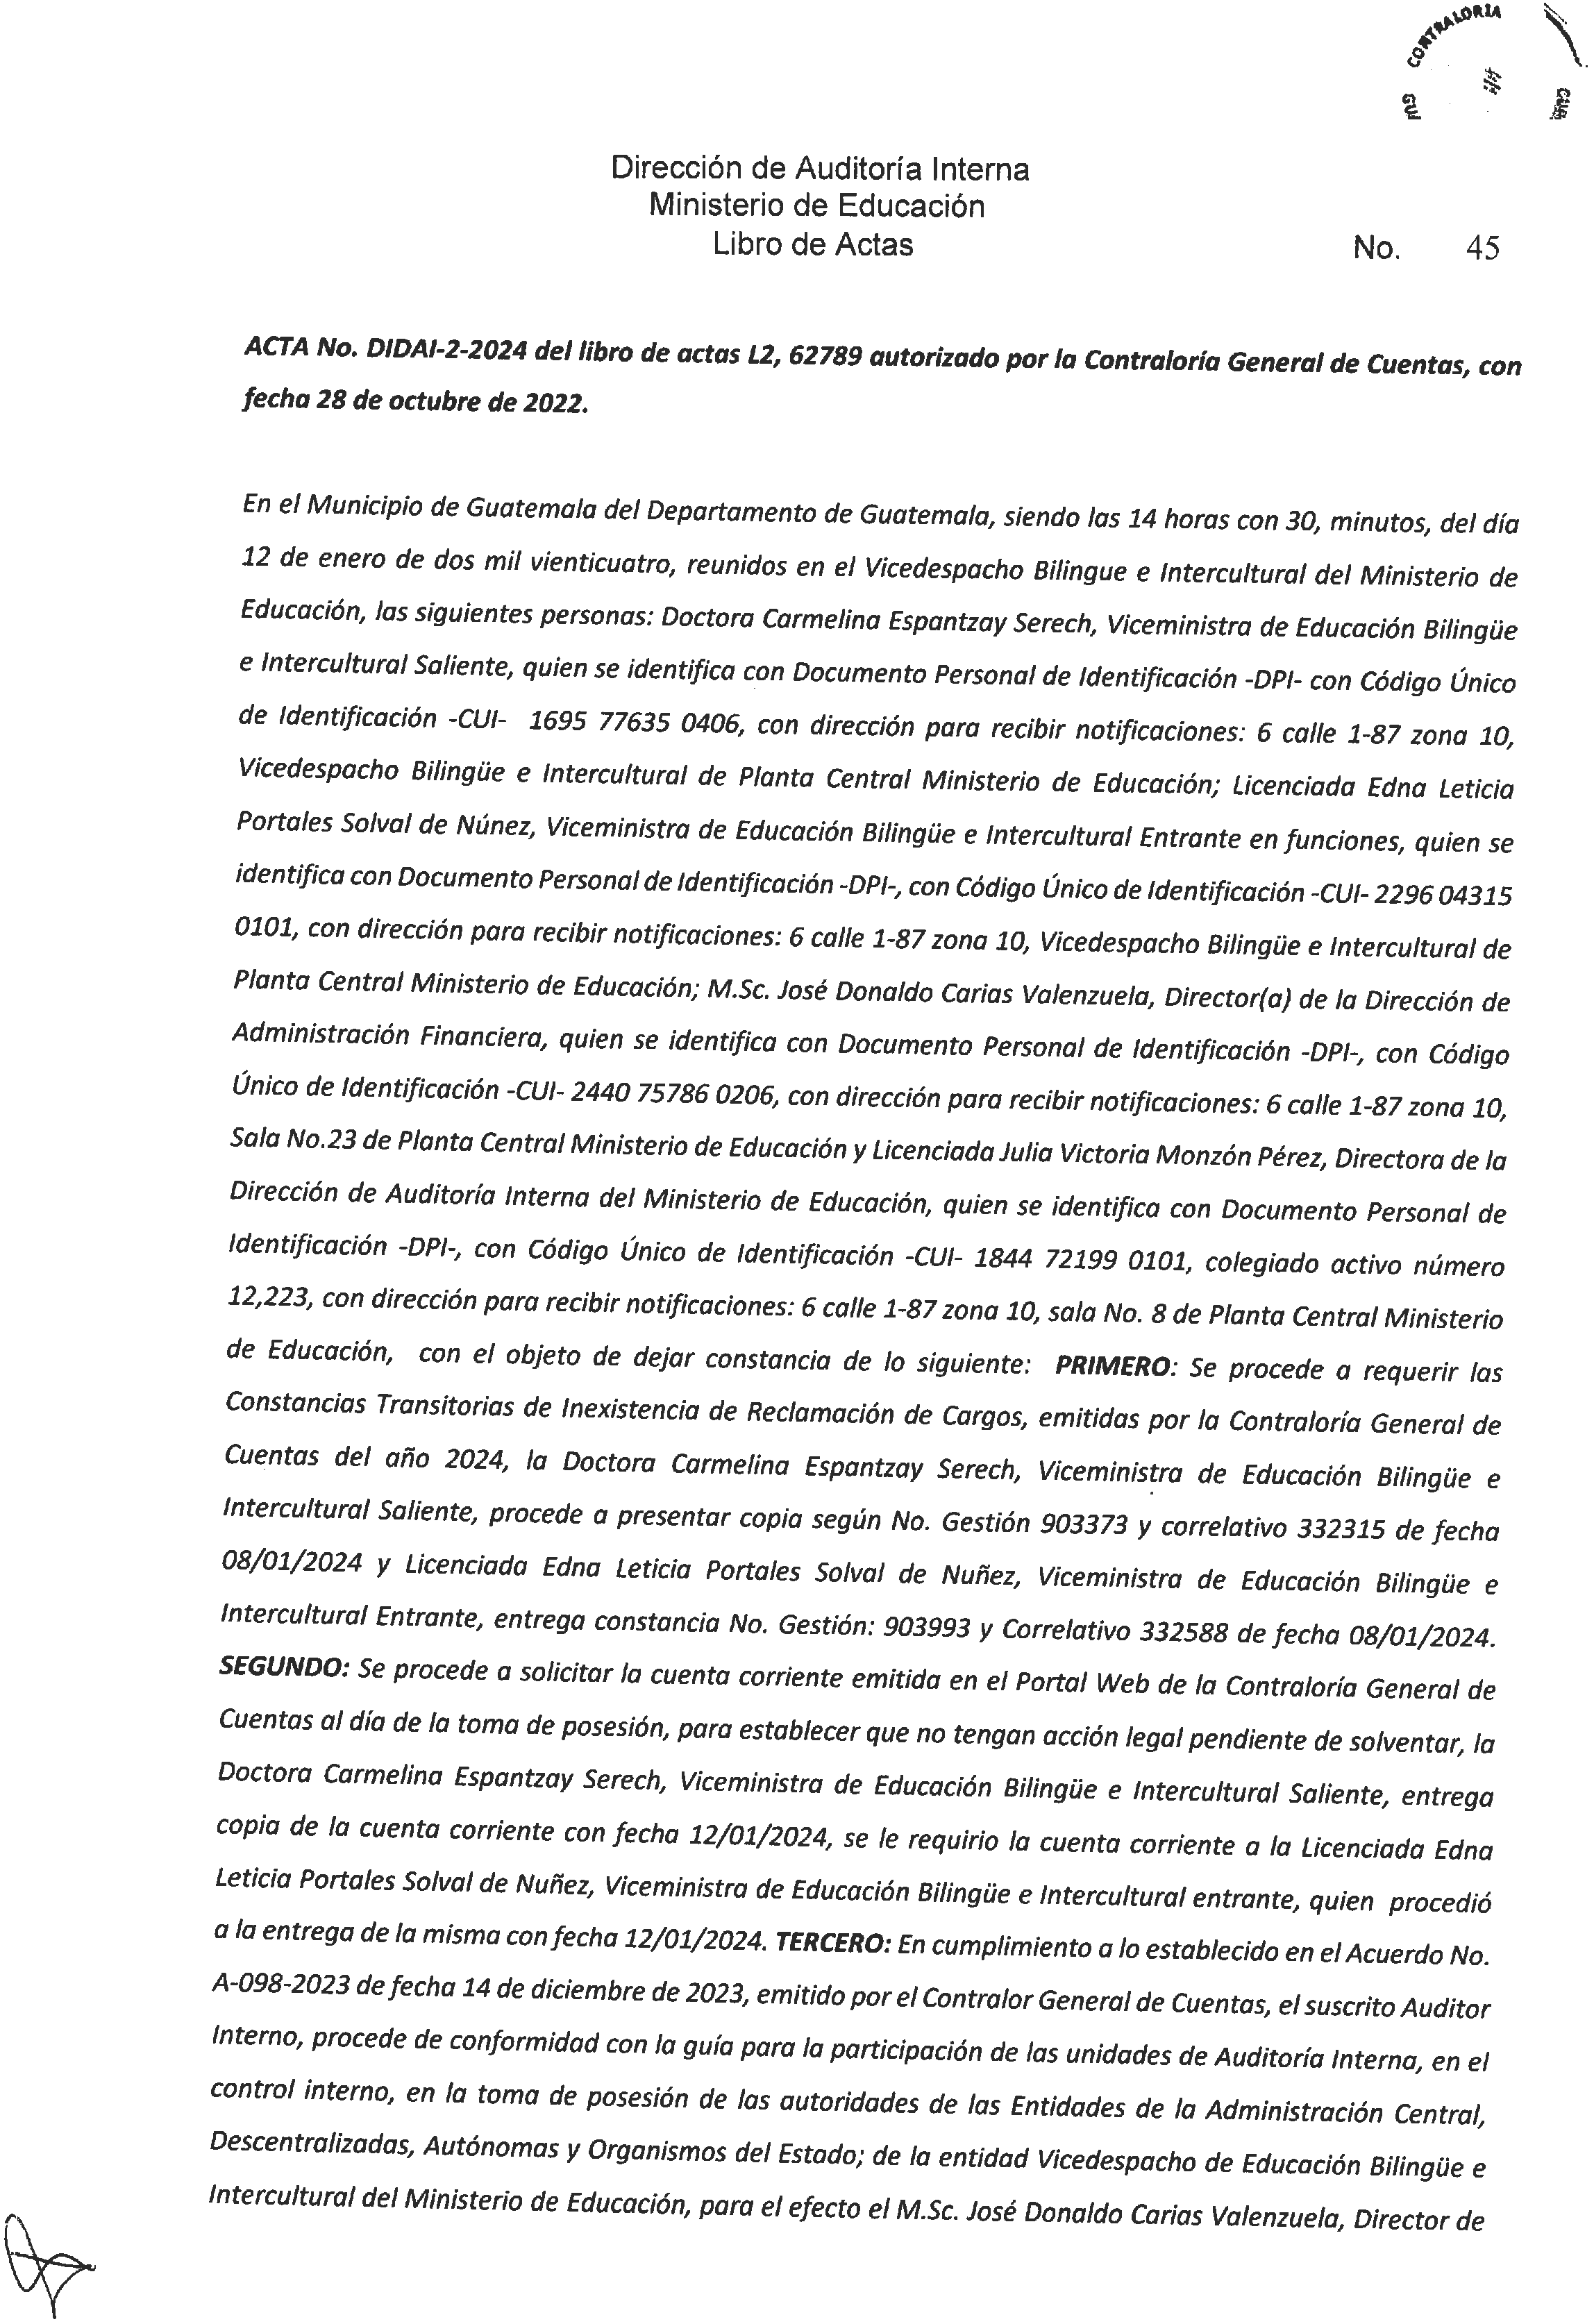 CONTRALORIA
GUI
Dirección de Auditoría Interna
Ministerio de Educación
Libro de Actas
No. 45
ACTA No. DIDAI-2-2024 del libro de actas L2, 62789 autorizado por la Contraloría General de Cuentas, con
fecha 28 de octubre de 2022.
En el Municipio de Guatemala del Departamento de Guatemala, siendo las 14 horas con 30, minutos, del día
12 de enero de dos mil vienticuatro, reunidos en el Vicedespacho Bilingue e Intercultural del Ministerio de
Educación, las siguientes personas: Doctora Carmelina Espantzay Serech, Viceministra de Educación Bilingüe
e Intercultural Saliente, quien se identifica con Documento Personal de Identificación -DPI- con Código Único
de Identificación -CUI- 1695 77635 0406, con dirección para recibir notificaciones: 6 calle 1-87 zona 10,
Vicedespacho Bilingüe e Intercultural de Planta Central Ministerio de Educación; Licenciada Edna Leticia
Portales Solval de Núnez, Viceministra de Educación Bilingüe e Intercultural Entrante en funciones, quien se
identifica con Documento Personal de Identificación -DPI-, con Código Único de Identificación -CUI- 2296 04315
0101, con dirección para recibir notificaciones: 6 calle 1-87 zona 10, Vicedespacho Bilingüe e Intercultural de
Planta Central Ministerio de Educación; M.Sc. José Donaldo Carias Valenzuela, Director(a) de la Dirección de
Administración Financiera, quien se identifica con Documento Personal de Identificación -DPI-, con Código
Único de Identificación -CUI- 2440 75786 0206, con dirección para recibir notificaciones: 6 calle 1-87 zona 10,
Sala No.23 de Planta Central Ministerio de Educación y Licenciada Julia Victoria Monzón Pérez, Directora de la
Dirección de Auditoría Interna del Ministerio de Educación, quien se identifica con Documento Personal de
Identificación -DPI-, con Código Único de Identificación -CUI- 1844 72199 0101, colegiado activo número
12,223, con dirección para recibir notificaciones: 6 calle 1-87 zona 10, sala No. 8 de Planta Central Ministerio
de Educación, con el objeto de dejar constancia de lo siguiente: PRIMERO: Se procede a requerir las
Constancias Transitorias de Inexistencia de Reclamación de Cargos, emitidas por la Contraloría General de
Cuentas del año 2024, la Doctora Carmelina Espantzay Serech, Viceministra de Educación Bilingüe e
Intercultural Saliente, procede a presentar copia según No. Gestión 903373 y correlativo 332315 de fecha
08/01/2024 y Licenciada Edna Leticia Portales Solval de Nuñez, Viceministra de Educación Bilingüe e
Intercultural Entrante, entrega constancia No. Gestión: 903993 y Correlativo 332588 de fecha 08/01/2024.
SEGUNDO: Se procede a solicitar la cuenta corriente emitida en el Portal Web de la Contraloría General de
Cuentas al día de la toma de posesión, para establecer que no tengan acción legal pendiente de solventar, la
Doctora Carmelina Espantzay Serech, Viceministra de Educación Bilingüe e Intercultural Saliente, entrega
copia de la cuenta corriente con fecha 12/01/2024, se le requirio la cuenta corriente a la Licenciada Edna
Leticia Portales Solval de Nuñez, Viceministra de Educación Bilingüe e Intercultural entrante, quien procedió
a la entrega de la misma con fecha 12/01/2024. TERCERO: En cumplimiento a lo establecido en el Acuerdo No.
A-098-2023 de fecha 14 de diciembre de 2023, emitido por el Contralor General de Cuentas, el suscrito Auditor
Interno, procede de conformidad con la guía para la participación de las unidades de Auditoría Interna, en el
control interno, en la toma de posesión de las autoridades de las Entidades de la Administración Central,
Descentralizadas, Autónomas y Organismos del Estado; de la entidad Vicedespacho de Educación Bilingüe e
Intercultural del Ministerio de Educación, para el efecto el M.Sc. José Donaldo Carias Valenzuela, Director de